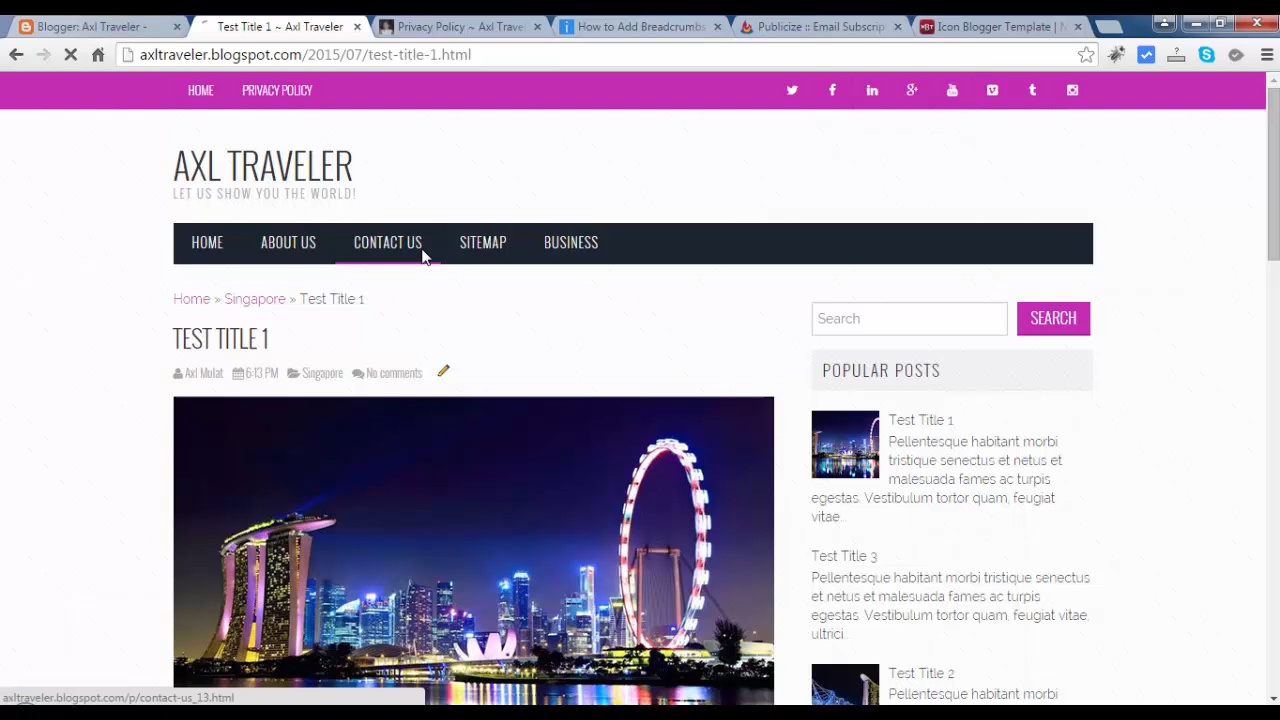 Blogger: Axl Traveler -
Test Title 1 ~ Axl Traveler
Privacy Policy ~ Axl Trave
How to Add Breadcrumbs
Publicize :: Email Subscrip
Icon Blogger Template | N
axltraveler.blogspot.com/2015/07/test-title-1.html
HOME
PRIVACY POLICY
AXL TRAVELER
LET US SHOW YOU THE WORLD!
HOME
ABOUT US
CONTACT US
SITEMAP
BUSINESS
Home » Singapore » Test Title 1
Search
SEARCH
TEST TITLE 1
Axl Mulat 6:13 PM Singapore No comments
POPULAR POSTS
Test Title 1
Pellentesque habitant morbi
tristique senectus et netus et
malesuada fames ac turpis
egestas. Vestibulum tortor quam, feugiat
vitae...
Test Title 3
Pellentesque habitant morbi tristique senectus
et netus et malesuada fames ac turpis
egestas. Vestibulum tortor quam, feugiat vitae,
ultrici...
Test Title 2
Pellentesque habitant morbi
axltraveler.blogspot.com/p/contact-us_13.html